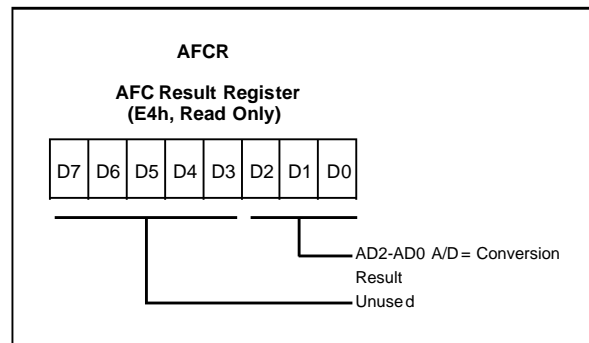 AFCR
AFC Result Register
(E4h, Read Only)
D7 D6 D5 D4 D3 D2 D1 D0
AD2-AD0 A/D= Conversion
Result
Unused